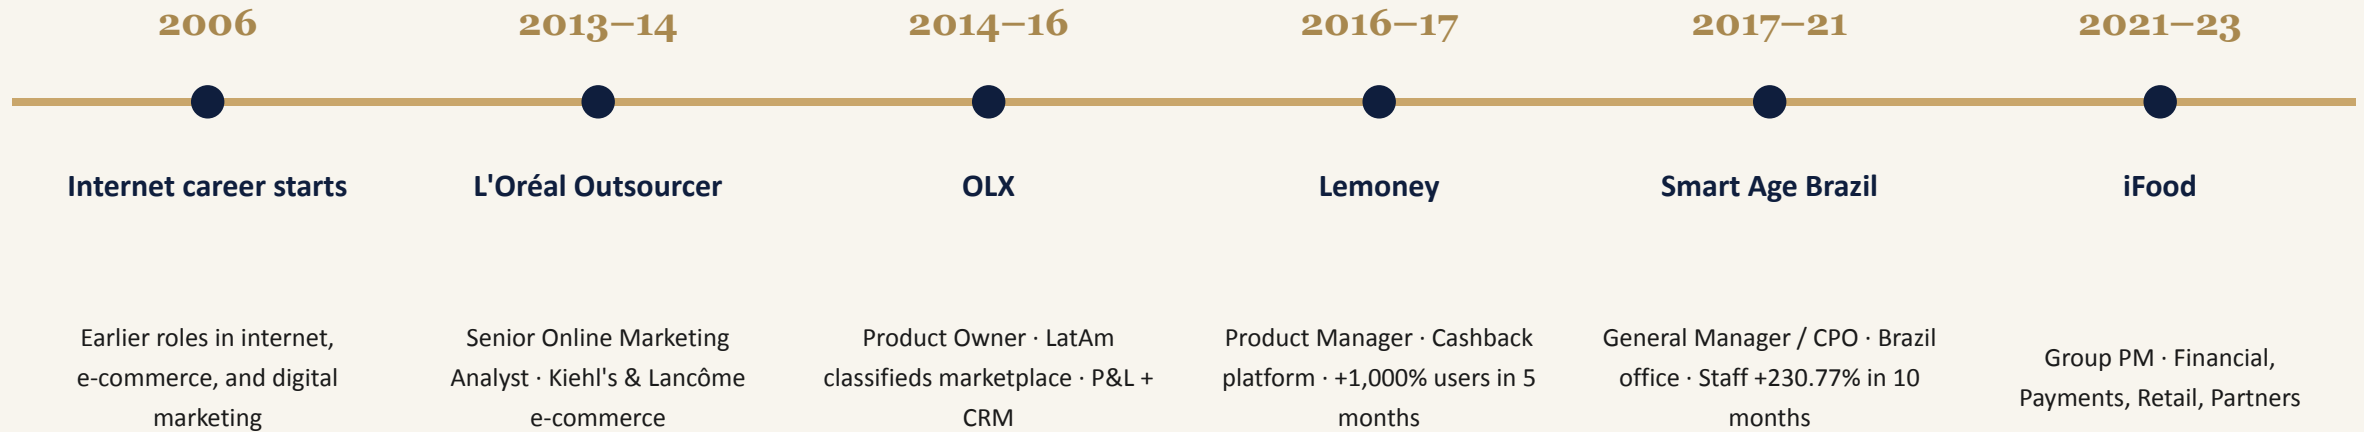 2006
2013–14
2014–16
2016–17
2017–21
2021–23
Internet career starts
L'Oréal Outsourcer
OLX
Lemoney
Smart Age Brazil
iFood
Earlier roles in internet,
e-commerce, and digital
marketing
Senior Online Marketing
Analyst · Kiehl's & Lancôme
e-commerce
Product Owner · LatAm
classifieds marketplace · P&L +
CRM
Product Manager · Cashback
platform · +1,000% users in 5
months
General Manager / CPO · Brazil
office · Staff +230.77% in 10
months
Group PM · Financial,
Payments, Retail, Partners